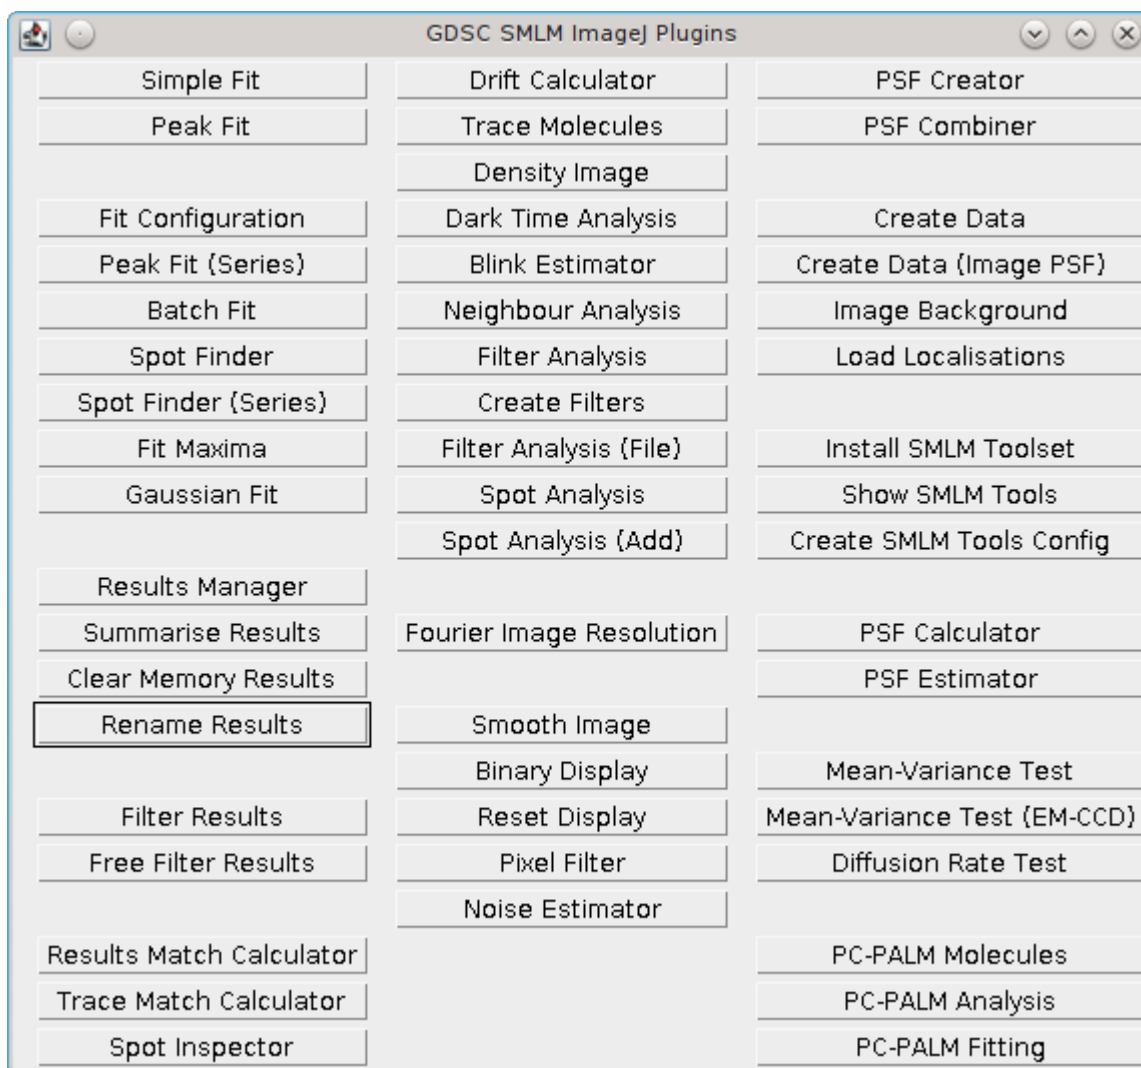 GDSC SMLM ImageJ Plugins
Simple Fit
Peak Fit
Fit Configuration
Peak Fit (Series)
Batch Fit
Spot Finder
Spot Finder (Series)
Fit Maxima
Gaussian Fit
Results Manager
Summarise Results
Clear Memory Results
Rename Results
Filter Results
Free Filter Results
Results Match Calculator
Trace Match Calculator
Spot Inspector
Drift Calculator
Trace Molecules
Density Image
Dark Time Analysis
Blink Estimator
Neighbour Analysis
Filter Analysis
Create Filters
Filter Analysis (File)
Spot Analysis
Spot Analysis (Add)
Fourier Image Resolution
Smooth Image
Binary Display
Reset Display
Pixel Filter
Noise Estimator
PSF Creator
PSF Combiner
Create Data
Create Data (Image PSF)
Image Background
Load Localisations
Install SMLM Toolset
Show SMLM Tools
Create SMLM Tools Config
PSF Calculator
PSF Estimator
Mean-Variance Test
Mean-Variance Test (EM-CCD)
Diffusion Rate Test
PC-PALM Molecules
PC-PALM Analysis
PC-PALM Fitting